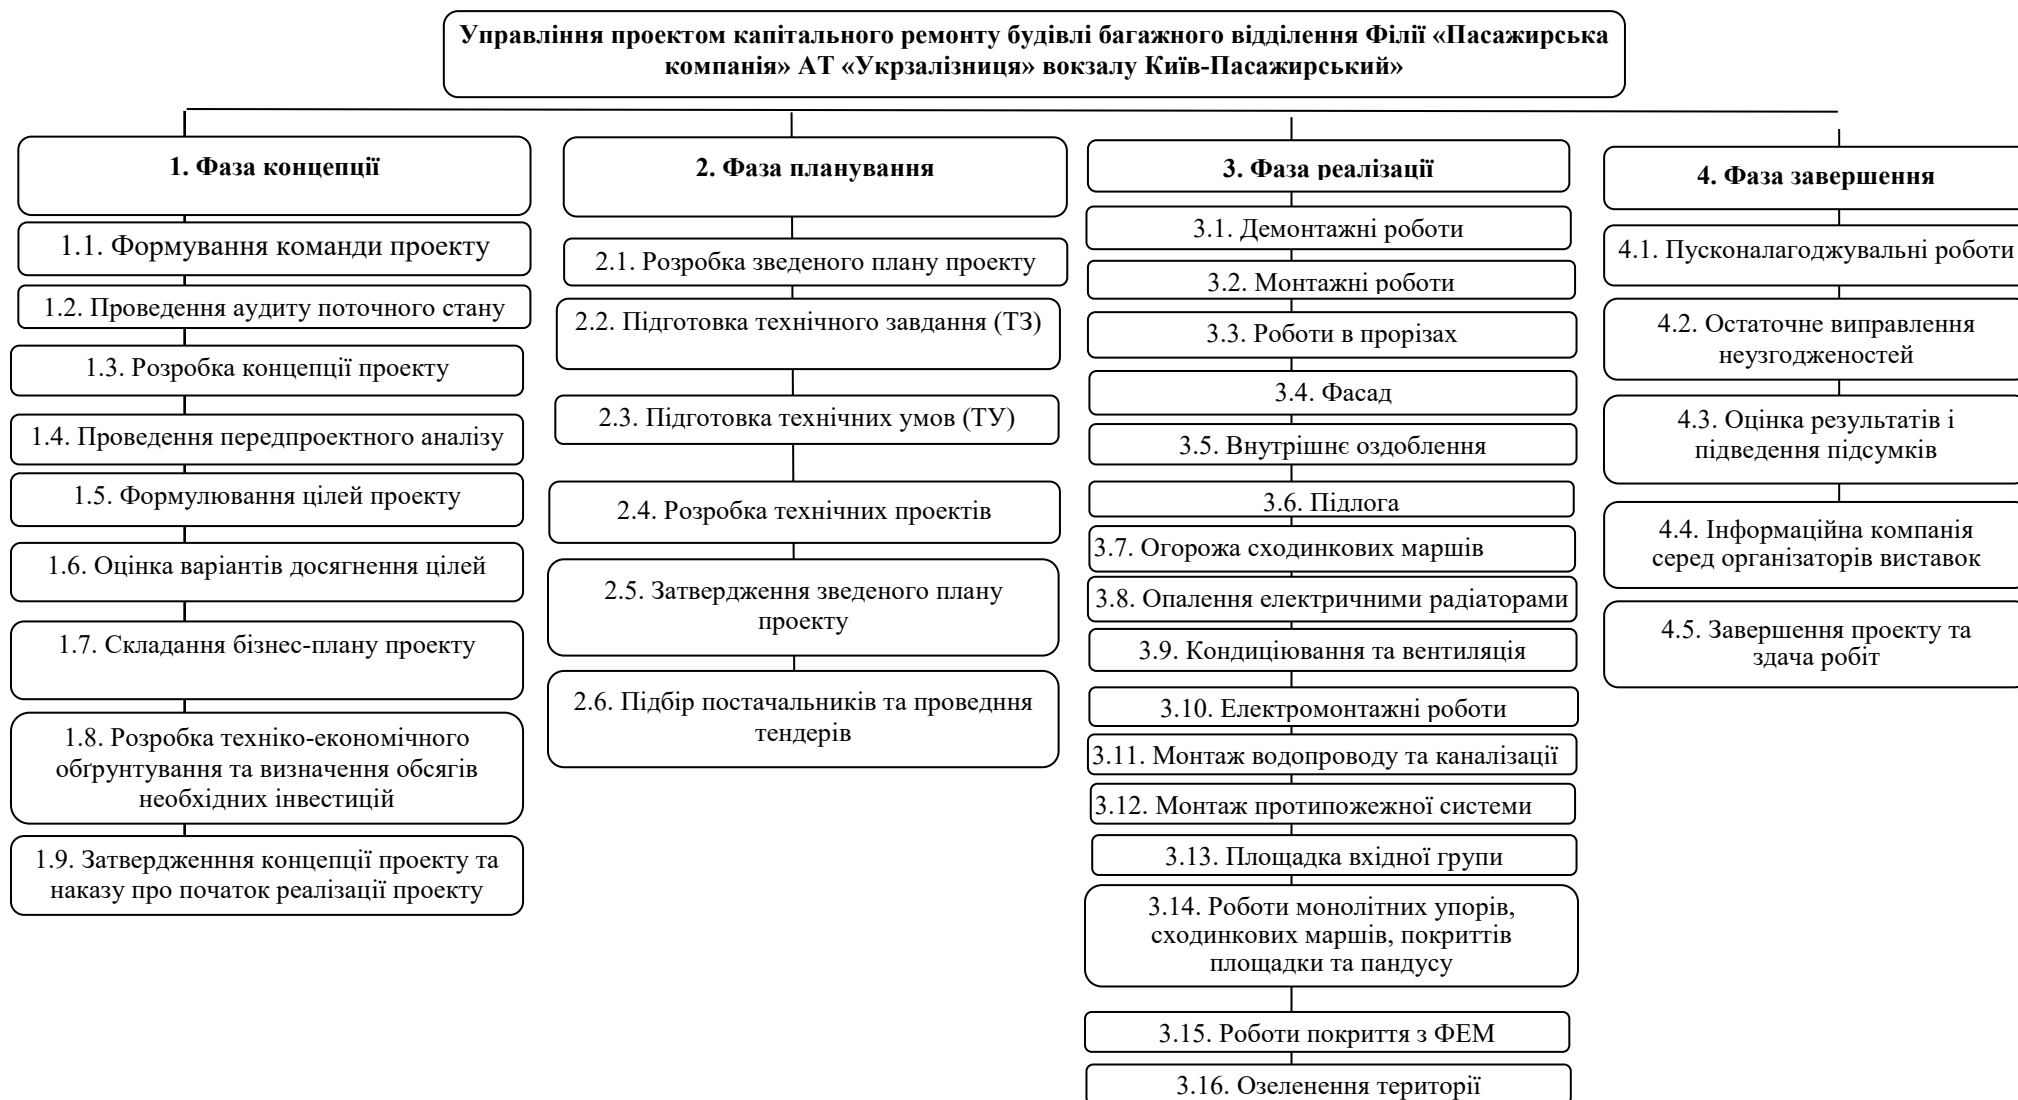 Управління проектом капітального ремонту будівлі багажного відділення Філії «Пасажирська
компанія» АТ «Укрзалізниця» вокзалу Київ-Пасажирський»
1. Фаза концепції
1.1. Формування команди проекту
1.2. Проведення аудиту поточного стану
1.3. Розробка концепції проекту
1.4. Проведення передпроектного аналізу
1.5. Формулювання цілей проекту
1.6. Оцінка варіантів досягнення цілей
1.7. Складання бізнес-плану проекту
1.8. Розробка техніко-економічного
обґрунтування та визначення обсягів
необхідних інвестицій
1.9. Затвердженння концепції проекту та
наказу про початок реалізації проекту
2. Фаза планування
2.1. Розробка зведеного плану проекту
2.2. Підготовка технічного завдання (ТЗ)
2.3. Підготовка технічних умов (ТУ)
2.4. Розробка технічних проектів
2.5. Затвердження зведеного плану
проекту
2.6. Підбір постачальників та проведння
тендерів
3. Фаза реалізації
3.1. Демонтажні роботи
3.2. Монтажні роботи
3.3. Роботи в прорізах
3.4. Фасад
3.5. Внутрішнє оздоблення
3.6. Підлога
3.7. Огорожа сходинкових маршів
3.8. Опалення електричними радіаторами
3.9. Кондиціювання та вентиляція
3.10. Електромонтажні роботи
3.11. Монтаж водопроводу та каналізації
3.12. Монтаж протипожежної системи
3.13. Площадка вхідної групи
3.14. Роботи монолітних упорів,
сходинкових маршів, покриттів
площадки та пандусу
3.15. Роботи покриття з ФЕМ
3.16. Озеленення території
4. Фаза завершення
4.1. Пусконалагоджувальні роботи
4.2. Остаточне виправлення
неузгодженостей
4.3. Оцінка результатів і
підведення підсумків
4.4. Інформаційна компанія
серед організаторів виставок
4.5. Завершення проекту та
здача робіт